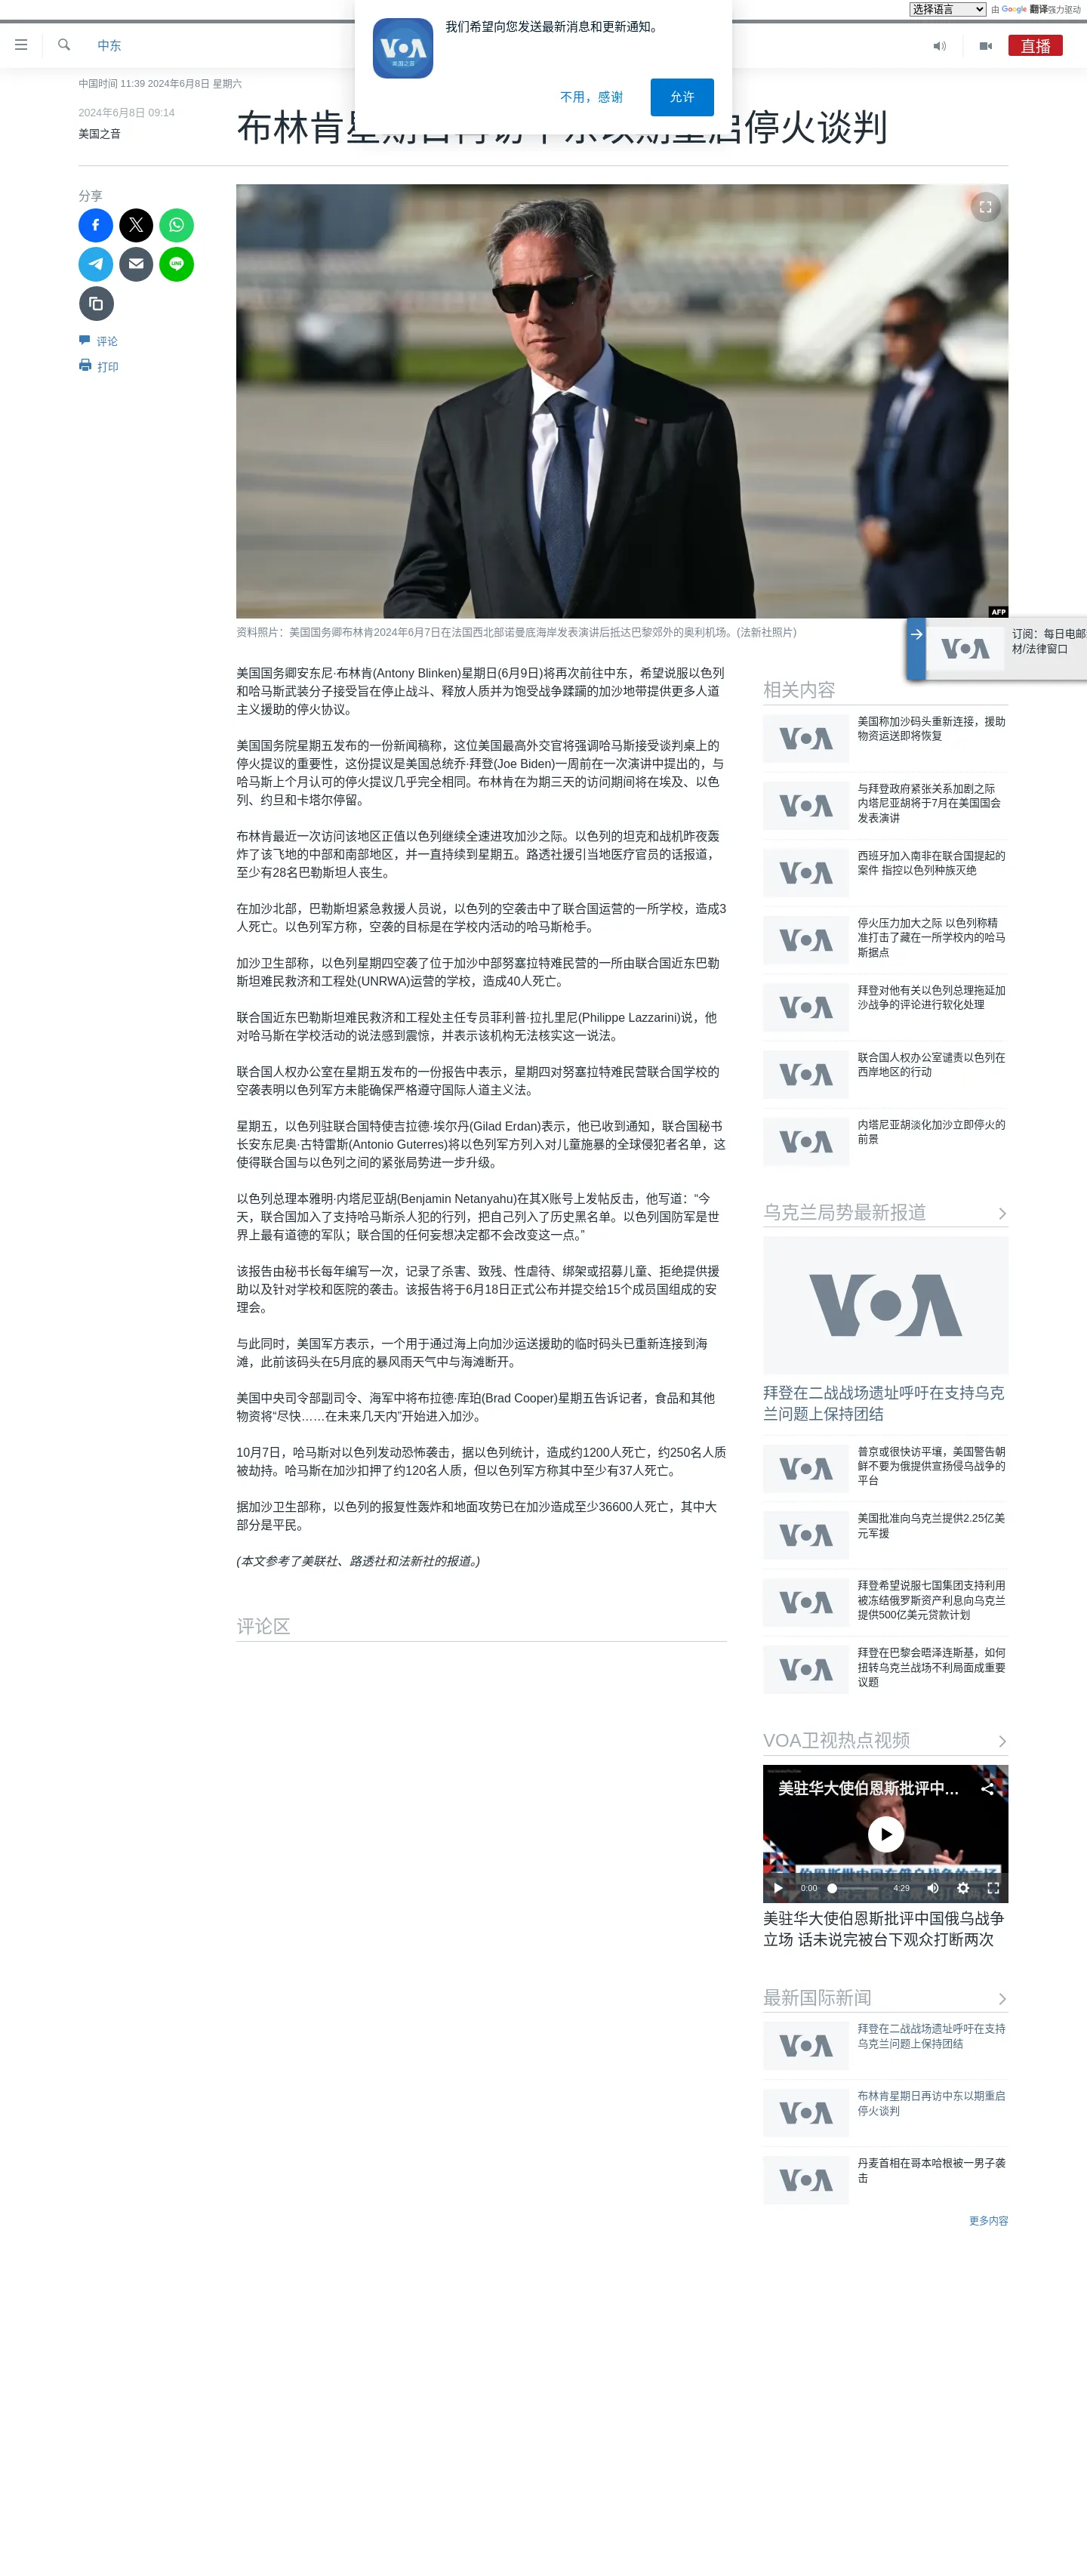 选择语言
由 Google 翻译强力驱动
中东
直播
VOA
美国之音
我们希望向您发送最新消息和更新通知。
不用，感谢
允许
中国时间 11:39 2024年6月8日 星期六
2024年6月8日 09:14
美国之音
分享
评论
打印
AFP
资料照片：美国国务卿布林肯2024年6月7日在法国西北部诺曼底海岸发表演讲后抵达巴黎郊外的奥利机场。(法新社照片)
VOA
订阅：每日电邮
材/法律窗口
美国国务卿安东尼·布林肯(Antony Blinken)星期日(6月9日)将再次前往中东，希望说服以色列
和哈马斯武装分子接受旨在停止战斗、释放人质并为饱受战争蹂躏的加沙地带提供更多人道
主义援助的停火协议。
美国国务院星期五发布的一份新闻稿称，这位美国最高外交官将强调哈马斯接受谈判桌上的
停火提议的重要性，这份提议是美国总统乔·拜登(Joe Biden)一周前在一次演讲中提出的，与
哈马斯上个月认可的停火提议几乎完全相同。布林肯在为期三天的访问期间将在埃及、以色
列、约旦和卡塔尔停留。
布林肯最近一次访问该地区正值以色列继续全速进攻加沙之际。以色列的坦克和战机昨夜轰
炸了该飞地的中部和南部地区，并一直持续到星期五。路透社援引当地医疗官员的话报道，
至少有28名巴勒斯坦人丧生。
在加沙北部，巴勒斯坦紧急救援人员说，以色列的空袭击中了联合国运营的一所学校，造成3
人死亡。以色列军方称，空袭的目标是在学校内活动的哈马斯枪手。
加沙卫生部称，以色列星期四空袭了位于加沙中部努塞拉特难民营的一所由联合国近东巴勒
斯坦难民救济和工程处(UNRWA)运营的学校，造成40人死亡。
联合国近东巴勒斯坦难民救济和工程处主任专员菲利普·拉扎里尼(Philippe Lazzarini)说，他
对哈马斯在学校活动的说法感到震惊，并表示该机构无法核实这一说法。
联合国人权办公室在星期五发布的一份报告中表示，星期四对努塞拉特难民营联合国学校的
空袭表明以色列军方未能确保严格遵守国际人道主义法。
星期五，以色列驻联合国特使吉拉德·埃尔丹(Gilad Erdan)表示，他已收到通知，联合国秘书
长安东尼奥·古特雷斯(Antonio Guterres)将以色列军方列入对儿童施暴的全球侵犯者名单，这
使得联合国与以色列之间的紧张局势进一步升级。
以色列总理本雅明·内塔尼亚胡(Benjamin Netanyahu)在其X账号上发帖反击，他写道：“今
天，联合国加入了支持哈马斯杀人犯的行列，把自己列入了历史黑名单。以色列国防军是世
界上最有道德的军队；联合国的任何妄想决定都不会改变这一点。”
该报告由秘书长每年编写一次，记录了杀害、致残、性虐待、绑架或招募儿童、拒绝提供援
助以及针对学校和医院的袭击。该报告将于6月18日正式公布并提交给15个成员国组成的安
理会。
与此同时，美国军方表示，一个用于通过海上向加沙运送援助的临时码头已重新连接到海
滩，此前该码头在5月底的暴风雨天气中与海滩断开。
美国中央司令部副司令、海军中将布拉德·库珀(Brad Cooper)星期五告诉记者，食品和其他
物资将“尽快……在未来几天内”开始进入加沙。
10月7日，哈马斯对以色列发动恐怖袭击，据以色列统计，造成约1200人死亡，约250名人质
被劫持。哈马斯在加沙扣押了约120名人质，但以色列军方称其中至少有37人死亡。
据加沙卫生部称，以色列的报复性轰炸和地面攻势已在加沙造成至少36600人死亡，其中大
部分是平民。
(本文参考了美联社、路透社和法新社的报道。)
评论区
相关内容
VOA
美国称加沙码头重新连接，援助
物资运送即将恢复
VOA
与拜登政府紧张关系加剧之际
内塔尼亚胡将于7月在美国国会
发表演讲
VOA
西班牙加入南非在联合国提起的
案件 指控以色列种族灭绝
VOA
停火压力加大之际 以色列称精
准打击了藏在一所学校内的哈马
斯据点
VOA
拜登对他有关以色列总理拖延加
沙战争的评论进行软化处理
VOA
联合国人权办公室谴责以色列在
西岸地区的行动
VOA
内塔尼亚胡淡化加沙立即停火的
前景
乌克兰局势最新报道
VOA
拜登在二战战场遗址呼吁在支持乌克
兰问题上保持团结
VOA
普京或很快访平壤，美国警告朝
鲜不要为俄提供宣扬侵乌战争的
平台
VOA
美国批准向乌克兰提供2.25亿美
元军援
VOA
拜登希望说服七国集团支持利用
被冻结俄罗斯资产利息向乌克兰
提供500亿美元贷款计划
VOA
拜登在巴黎会晤泽连斯基，如何
扭转乌克兰战场不利局面成重要
议题
VOA卫视热点视频
美驻华大使伯恩斯批评中...
伯恩斯批中国在俄乌战争的立场
0:00
4:29
美驻华大使伯恩斯批评中国俄乌战争
立场 话未说完被台下观众打断两次
最新国际新闻
VOA
拜登在二战战场遗址呼吁在支持
乌克兰问题上保持团结
VOA
布林肯星期日再访中东以期重启
停火谈判
VOA
丹麦首相在哥本哈根被一男子袭
击
更多内容